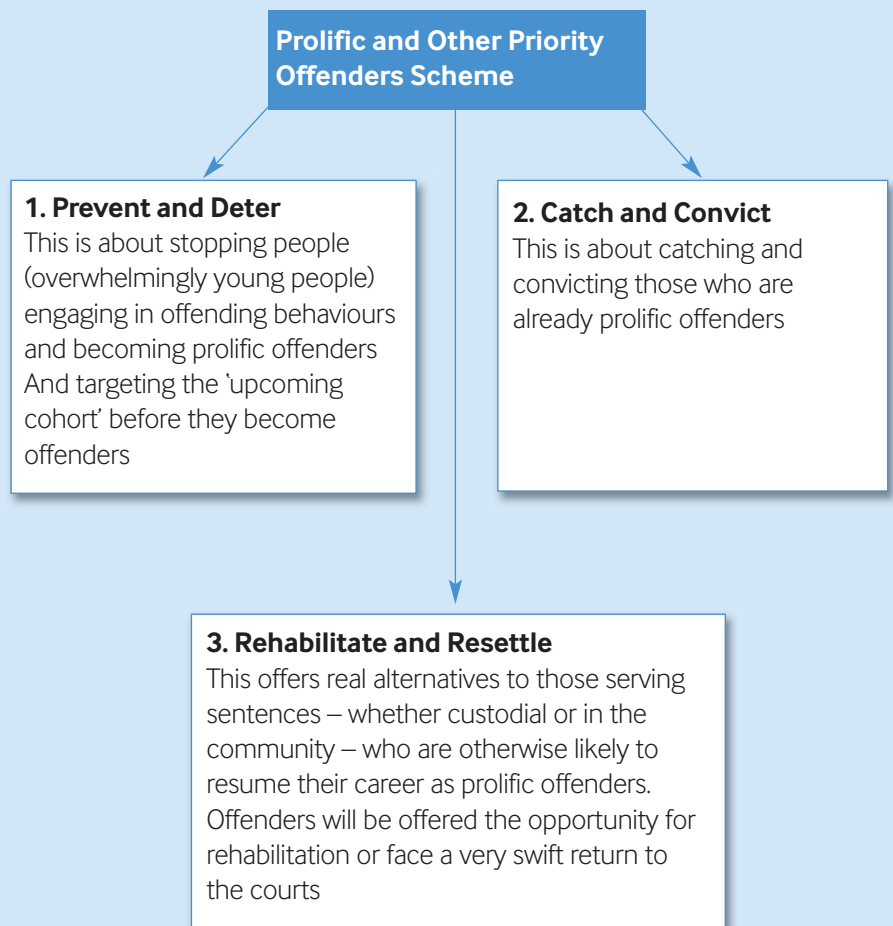 Prolific and Other Priority
Offenders Scheme
1. Prevent and Deter
This is about stopping people
(overwhelmingly young people)
engaging in offending behaviours
and becoming prolific offenders
And targeting the ‘upcoming
cohort’ before they become
offenders
2. Catch and Convict
This is about catching and
convicting those who are
already prolific offenders
3. Rehabilitate and Resettle
This offers real alternatives to those serving
sentences – whether custodial or in the
community – who are otherwise likely to
resume their career as prolific offenders.
Offenders will be offered the opportunity for
rehabilitation or face a very swift return to
the courts